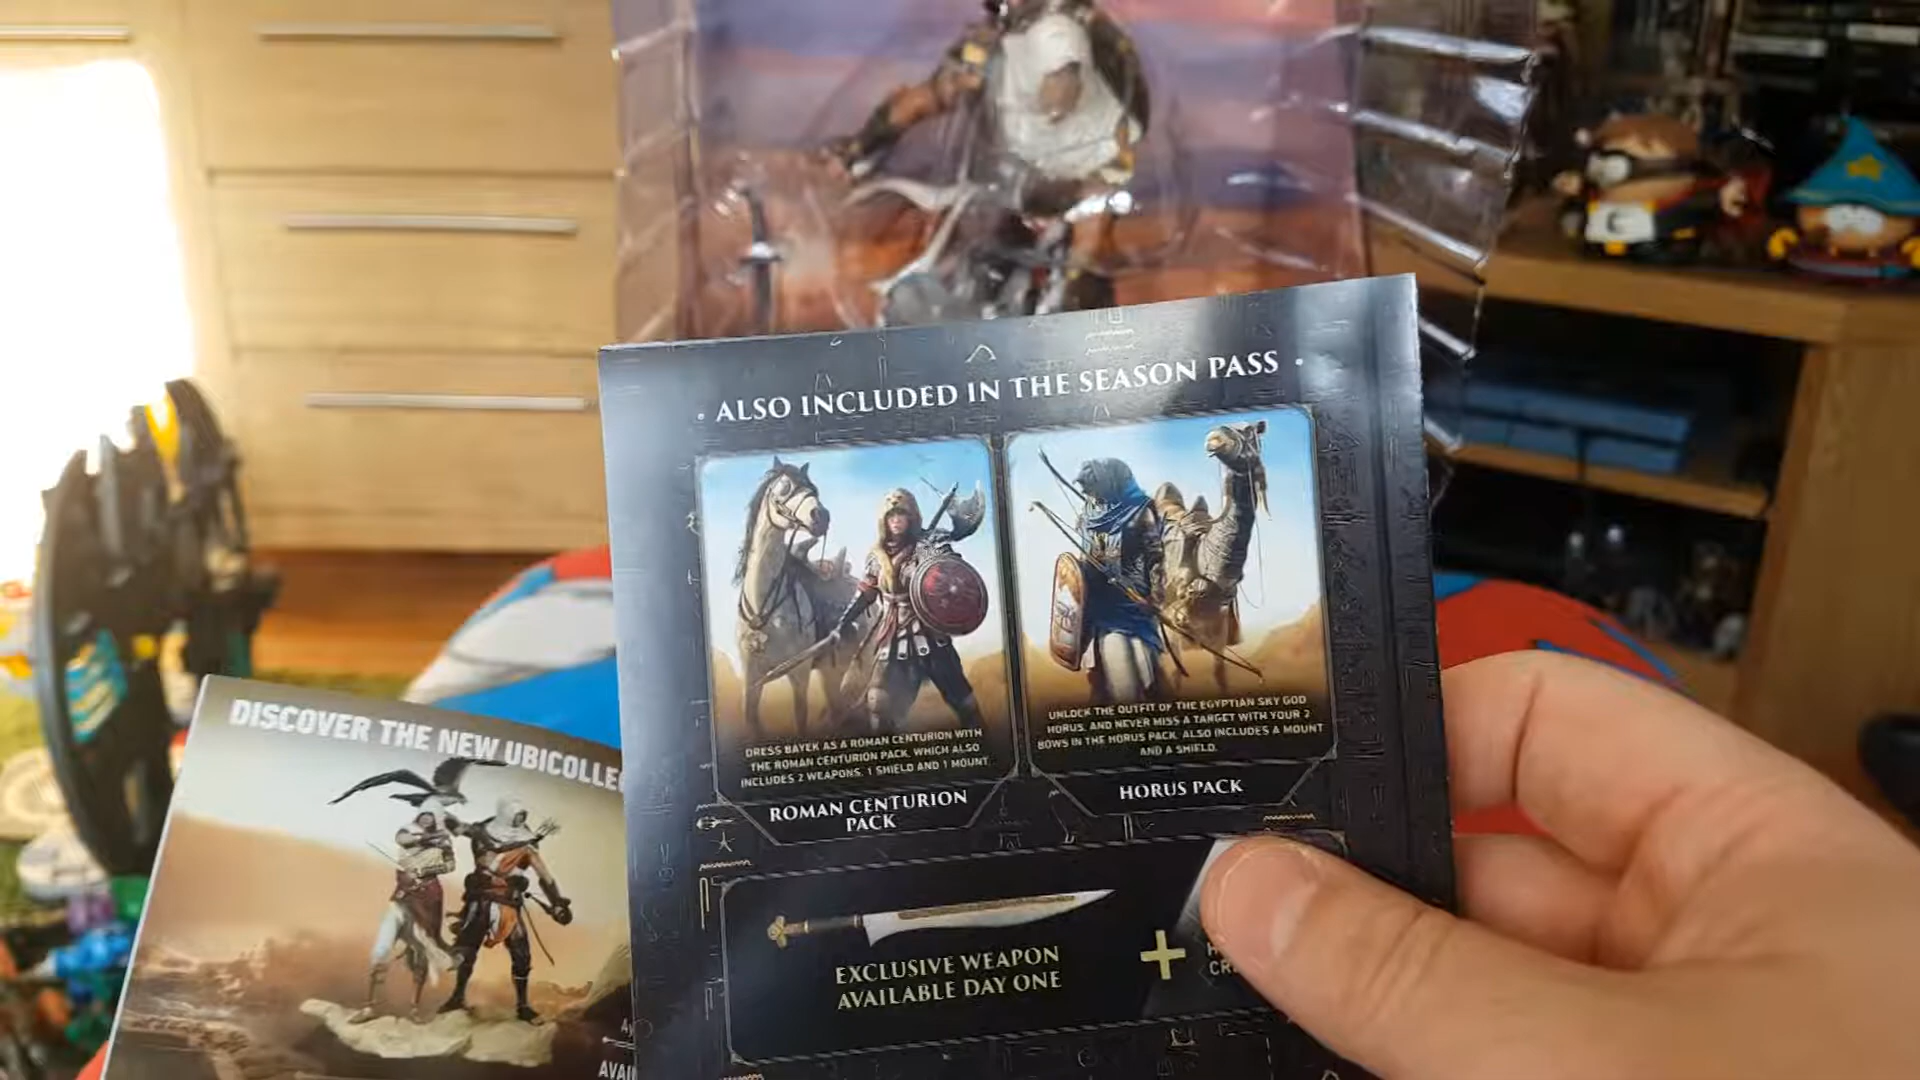 • ALSO INCLUDED IN THE SEASON PASS •
DRESS BAYEK AS A ROMAN CENTURION WITH
THE ROMAN CENTURION PACK, WHICH ALSO
INCLUDES 2 WEAPONS, 1 SHIELD AND 1 MOUNT
ROMAN CENTURION
PACK
UNLOCK THE OUTFIT OF THE EGYPTIAN SKY GOD
HORUS, AND NEVER MISS A TARGET WITH YOUR 2
BOWS IN THE HORUS PACK. ALSO INCLUDES A MOUNT
AND A SHIELD.
HORUS PACK
EXCLUSIVE WEAPON
AVAILABLE DAY ONE
+
DISCOVER THE NEW